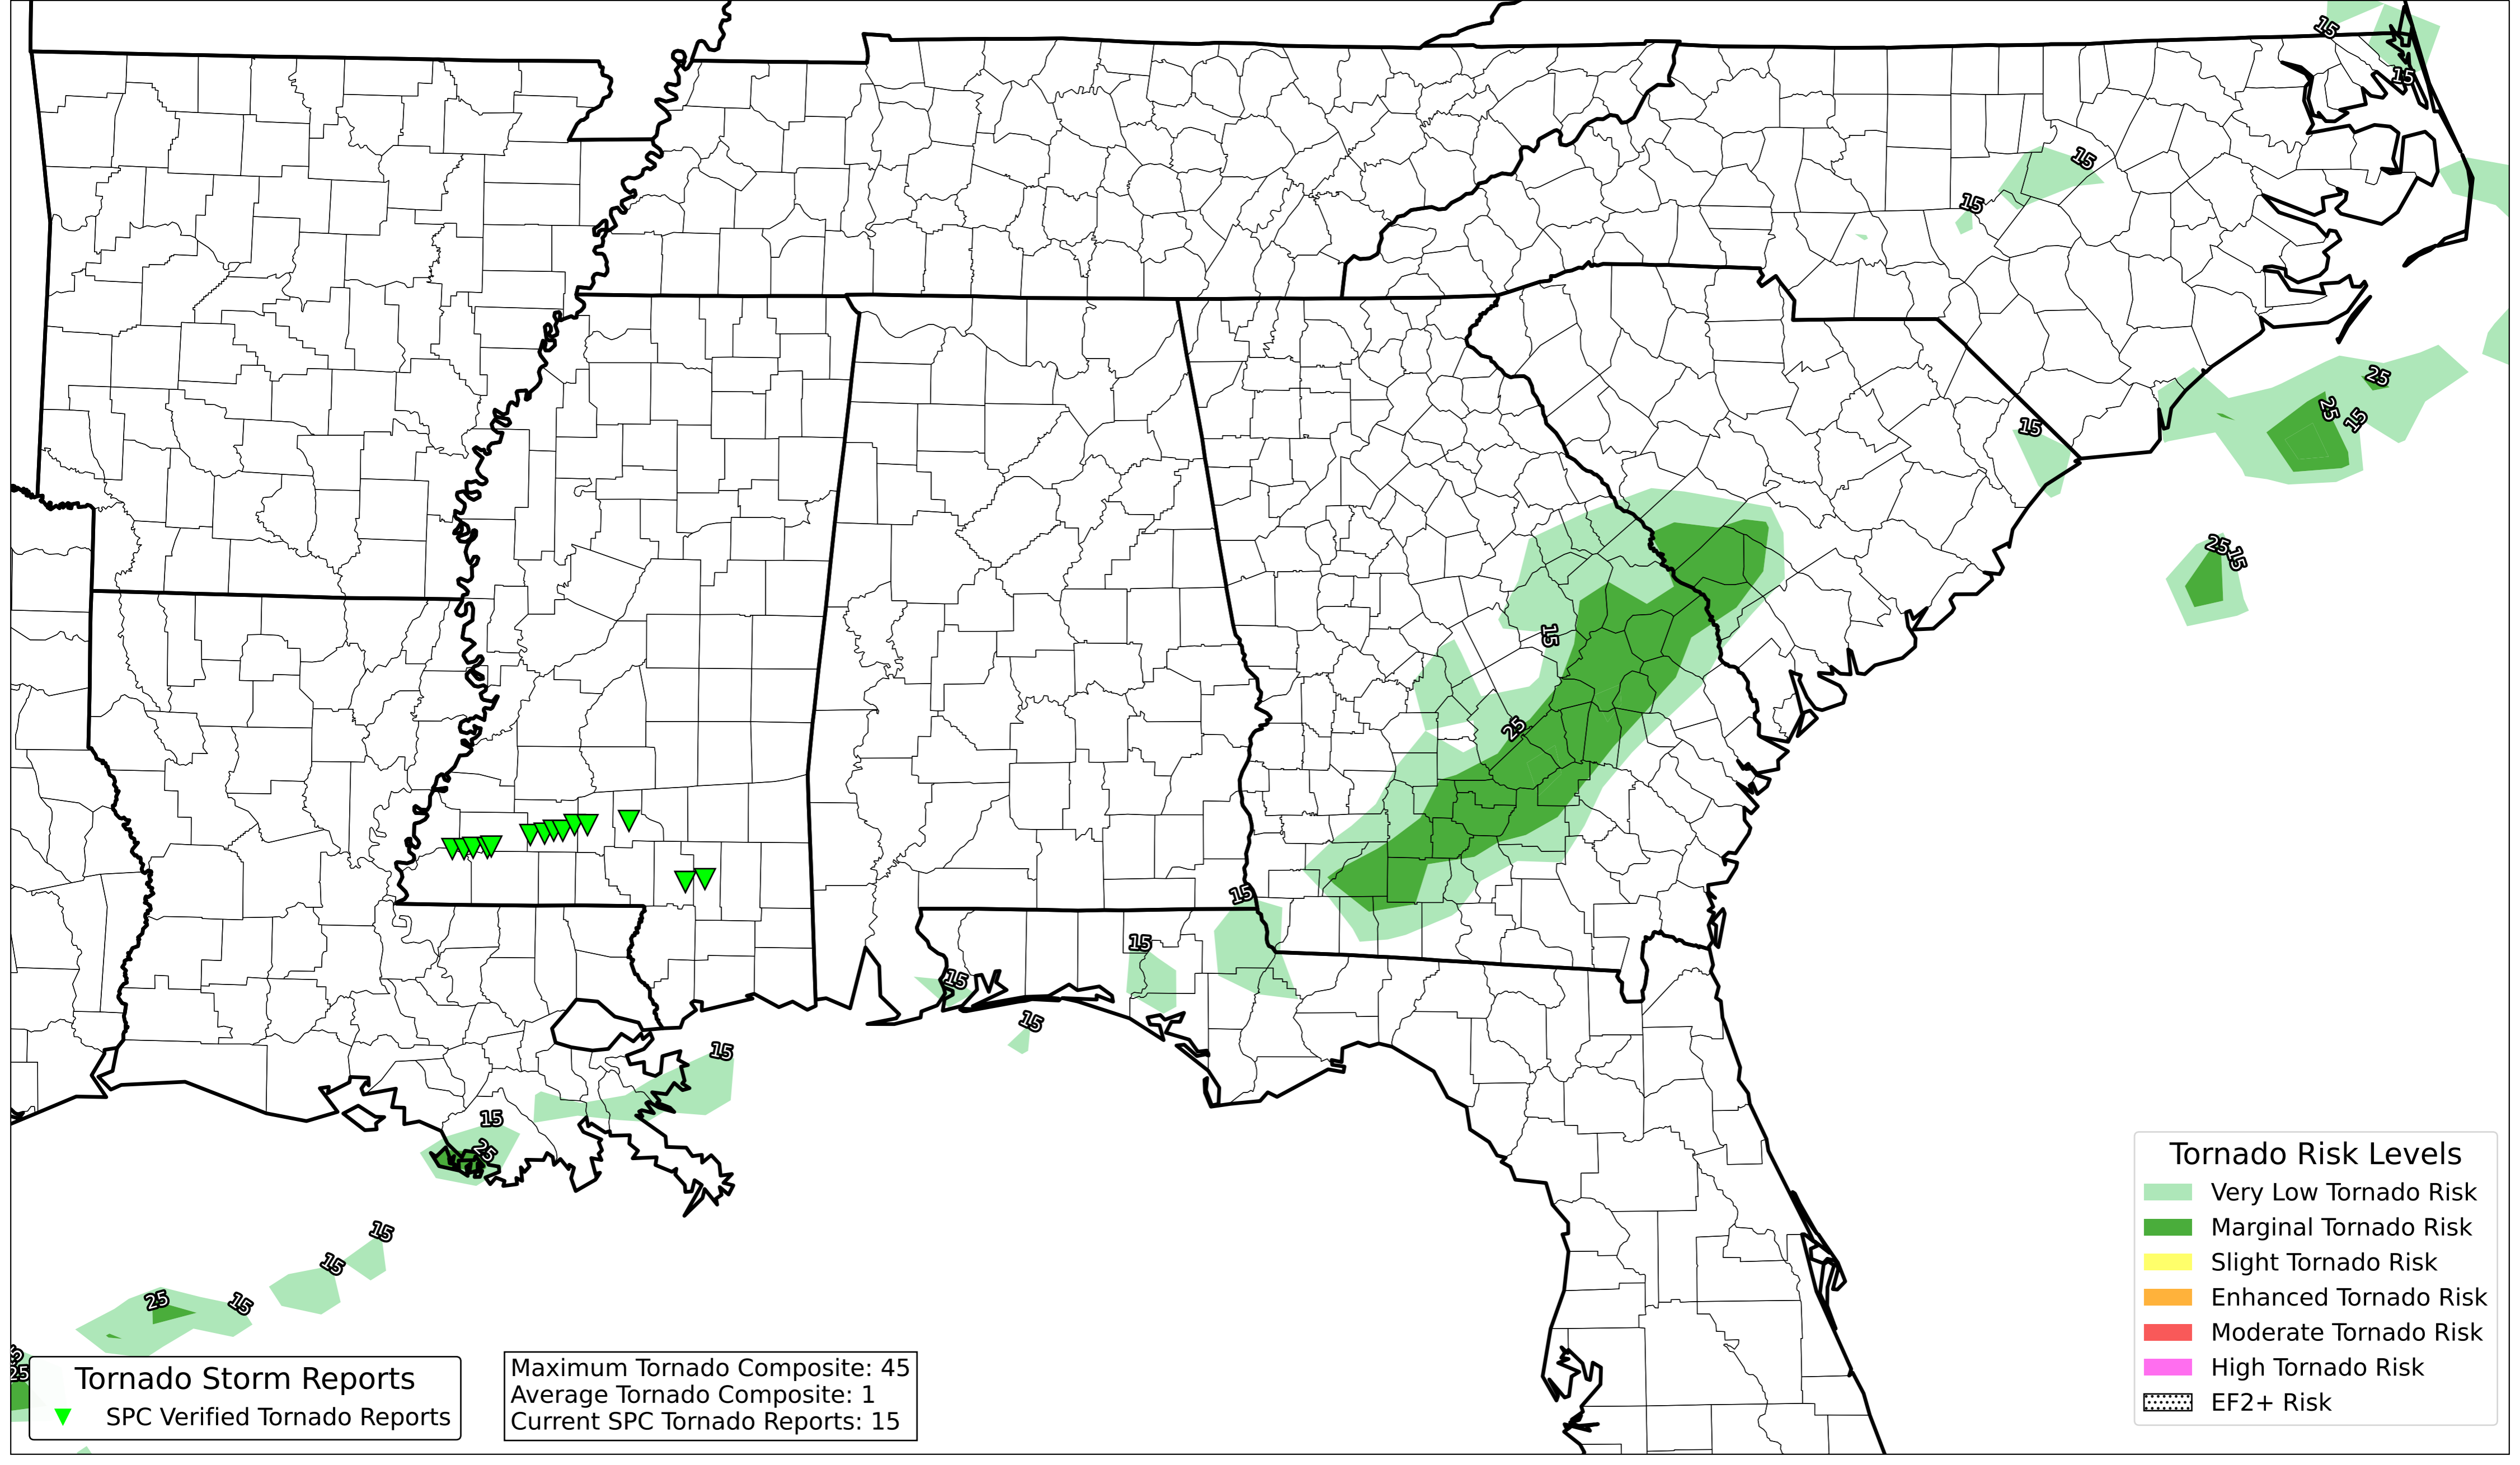 15
15
15
15
25
25
15
15
25
15
15
25
15
15
15
15
15
15
25
15
15
25
15
25
Tornado Storm Reports
SPC Verified Tornado Reports
Maximum Tornado Composite: 45
Average Tornado Composite: 1
Current SPC Tornado Reports: 15
Tornado Risk Levels
Very Low Tornado Risk
Marginal Tornado Risk
Slight Tornado Risk
Enhanced Tornado Risk
Moderate Tornado Risk
High Tornado Risk
EF2+ Risk